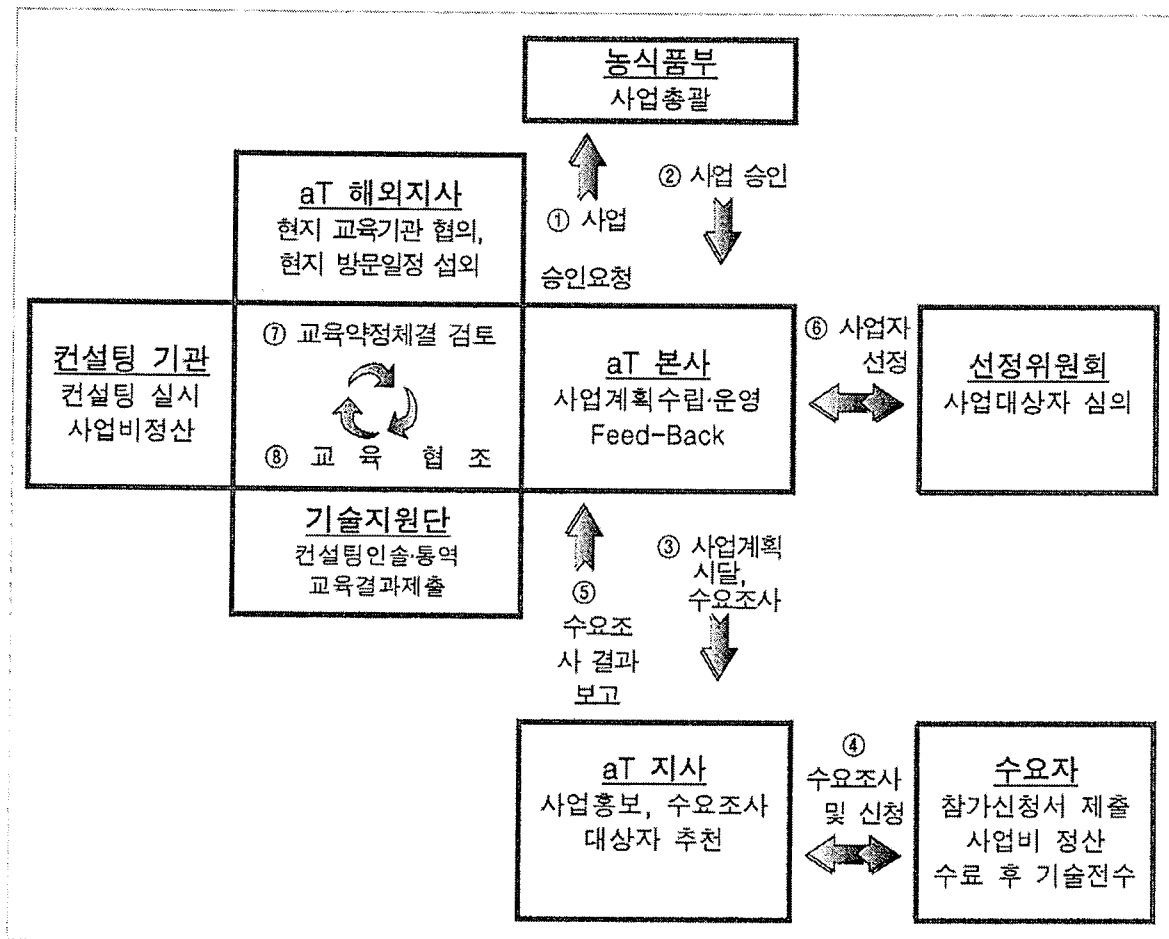 농식품부
사업총괄
① 사업
승인요청
② 사업 승인
aT 해외지사
현지 교육기관 협의,
현지 방문일정 섭외
컨설팅 기관
컨설팅 실시
사업비정산
⑦ 교육약정체결 검토
⑧ 교 육 협 조
aT 본사
사업계획수립·운영
Feed-Back
⑥ 사업자
선정
선정위원회
사업대상자 심의
기술지원단
컨설팅인솔·통역
교육결과제출
⑤
수요조
사 결과
보고
③ 사업계획
시달,
수요조사
aT 지사
사업홍보, 수요조사
대상자 추천
④
수요조사
및 신청
수요자
참가신청서 제출
사업비 정산
수료 후 기술전수